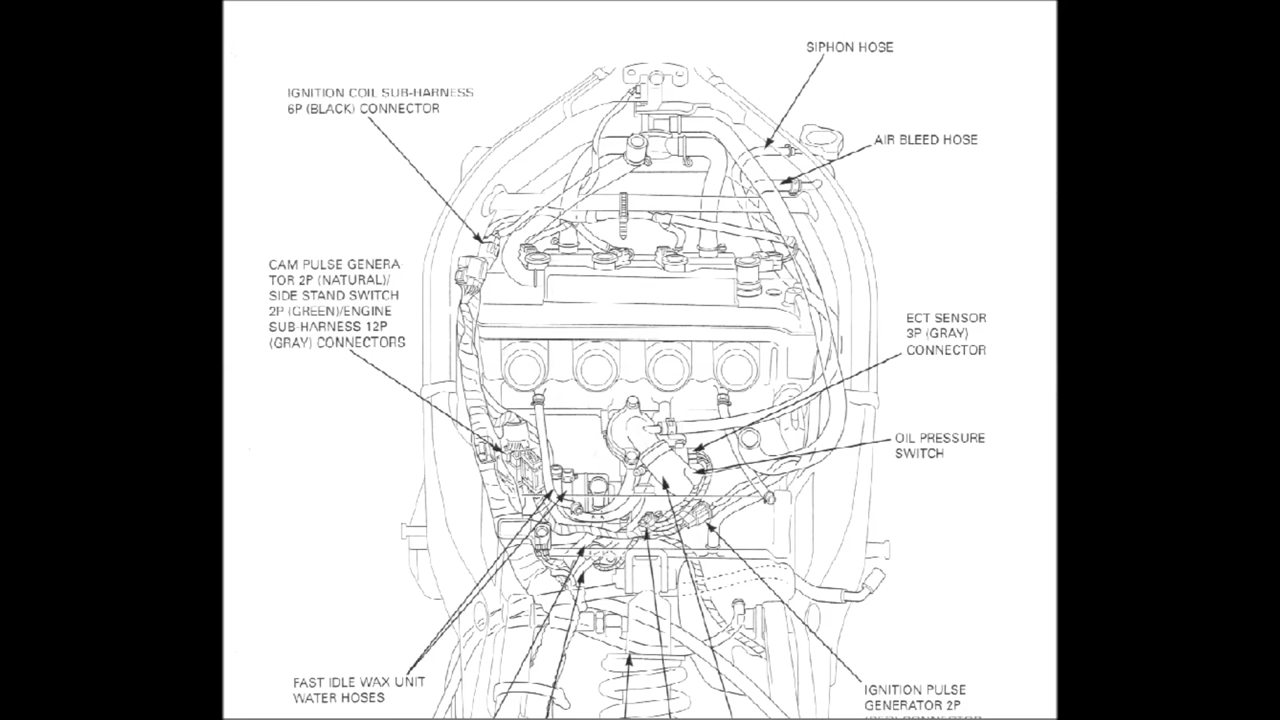 SIPHON HOSE
IGNITION COIL SUB-HARNESS
6P (BLACK) CONNECTOR
AIR BLEED HOSE
CAM PULSE GENERA-
TOR 2P (NATURAL)/
SIDE STAND SWITCH
2P (GREEN)/ENGINE
SUB-HARNESS 12P
(GRAY) CONNECTORS
ECT SENSOR
3P (GRAY)
CONNECTOR
OIL PRESSURE
SWITCH
FAST IDLE WAX UNIT
WATER HOSES
IGNITION PULSE
GENERATOR 2P